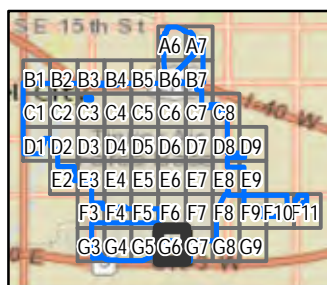 SE 15th St
A6 A7
B1 B2 B3 B4 B5 B6 B7
C1 C2 C3 C4 C5 C6 C7 C8
I-40 W
D1 D2 D3 D4 D5 D6 D7 D8 D9
E2 E3 E4 E5 E6 E7 E8 E9
F3 F4 F5 F6 F7 F8 F9 F10 F11
G3 G4 G5 G6 G7 G8 G9